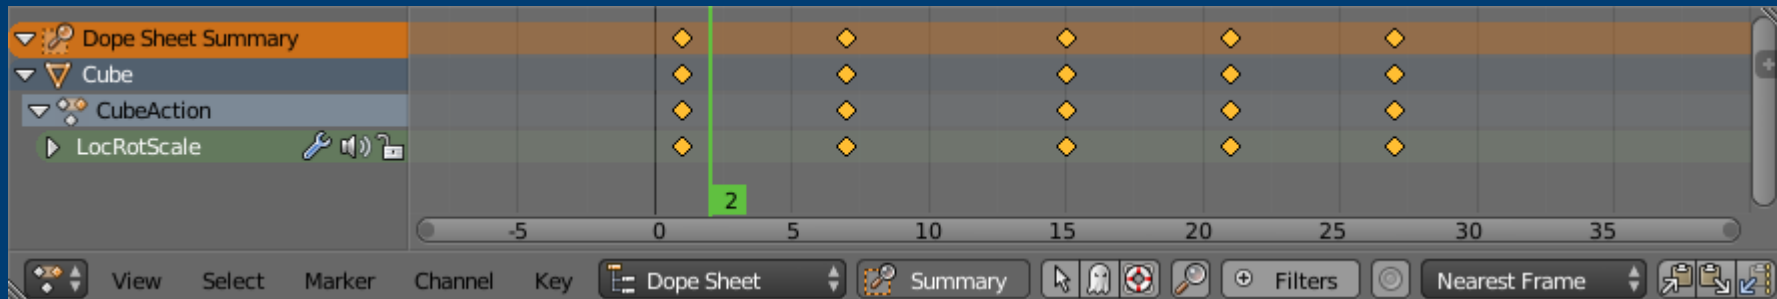 Dope Sheet Summary
Cube
CubeAction
LocRotScale
2
-5 0 5 10 15 20 25 30 35
View Select Marker Channel Key Dope Sheet Summary Filters Nearest Frame